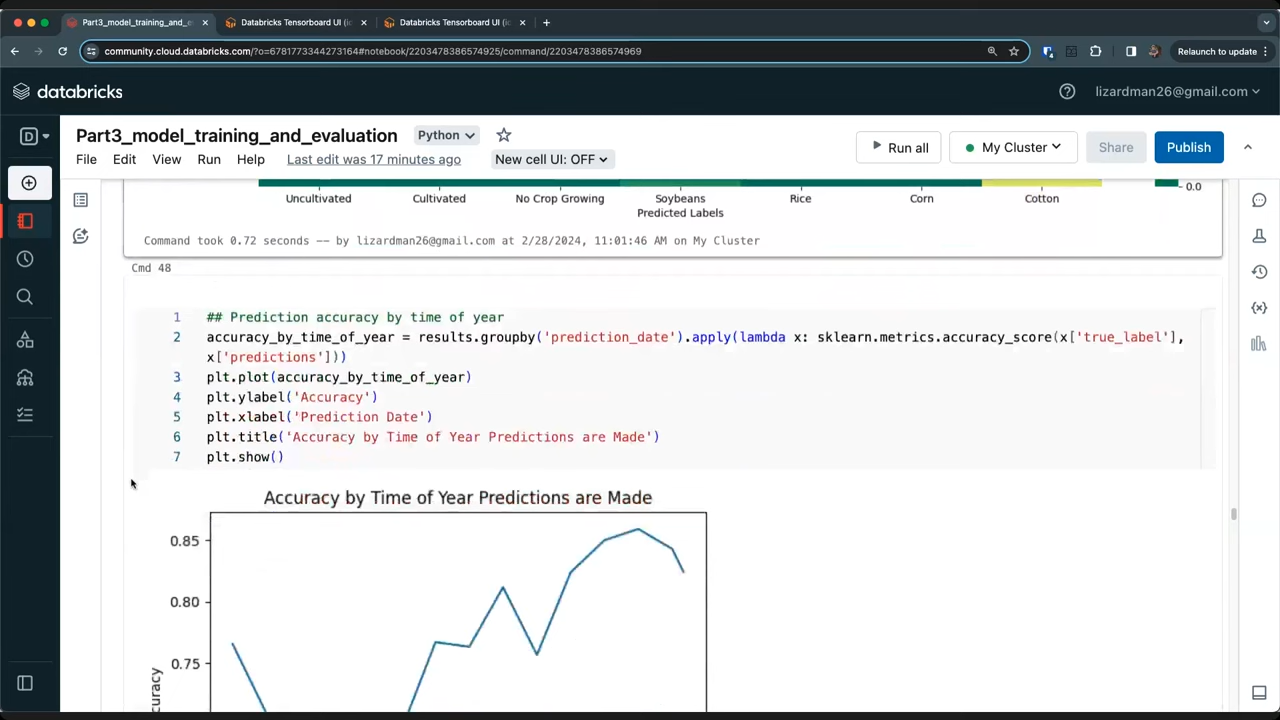 Part3_model_training_and_e
Databricks Tensorboard UI (i
Databricks Tensorboard UI (i
community.cloud.databricks.com/?o=6781773344273164#notebook/2203478386574925/command/2203478386574969
Relaunch to update
databricks
lizardman26@gmail.com
D
Part3_model_training_and_evaluation
Python
File Edit View Run Help Last edit was 17 minutes ago New cell UI: OFF
Run all
My Cluster
Share
Publish
0.0
Uncultivated Cultivated No Crop Growing Soybeans Rice Corn Cotton
Predicted Labels
Command took 0.72 seconds -- by lizardman26@gmail.com at 2/28/2024, 11:01:46 AM on My Cluster
Cmd 48
1 ## Prediction accuracy by time of year
2 accuracy_by_time_of_year = results.groupby('prediction_date').apply(lambda x: sklearn.metrics.accuracy_score(x['true_label'],
x['predictions']))
3 plt.plot(accuracy_by_time_of_year)
4 plt.ylabel('Accuracy')
5 plt.xlabel('Prediction Date')
6 plt.title('Accuracy by Time of Year Predictions are Made')
7 plt.show()
Accuracy by Time of Year Predictions are Made
0.85
0.80
0.75
curacy